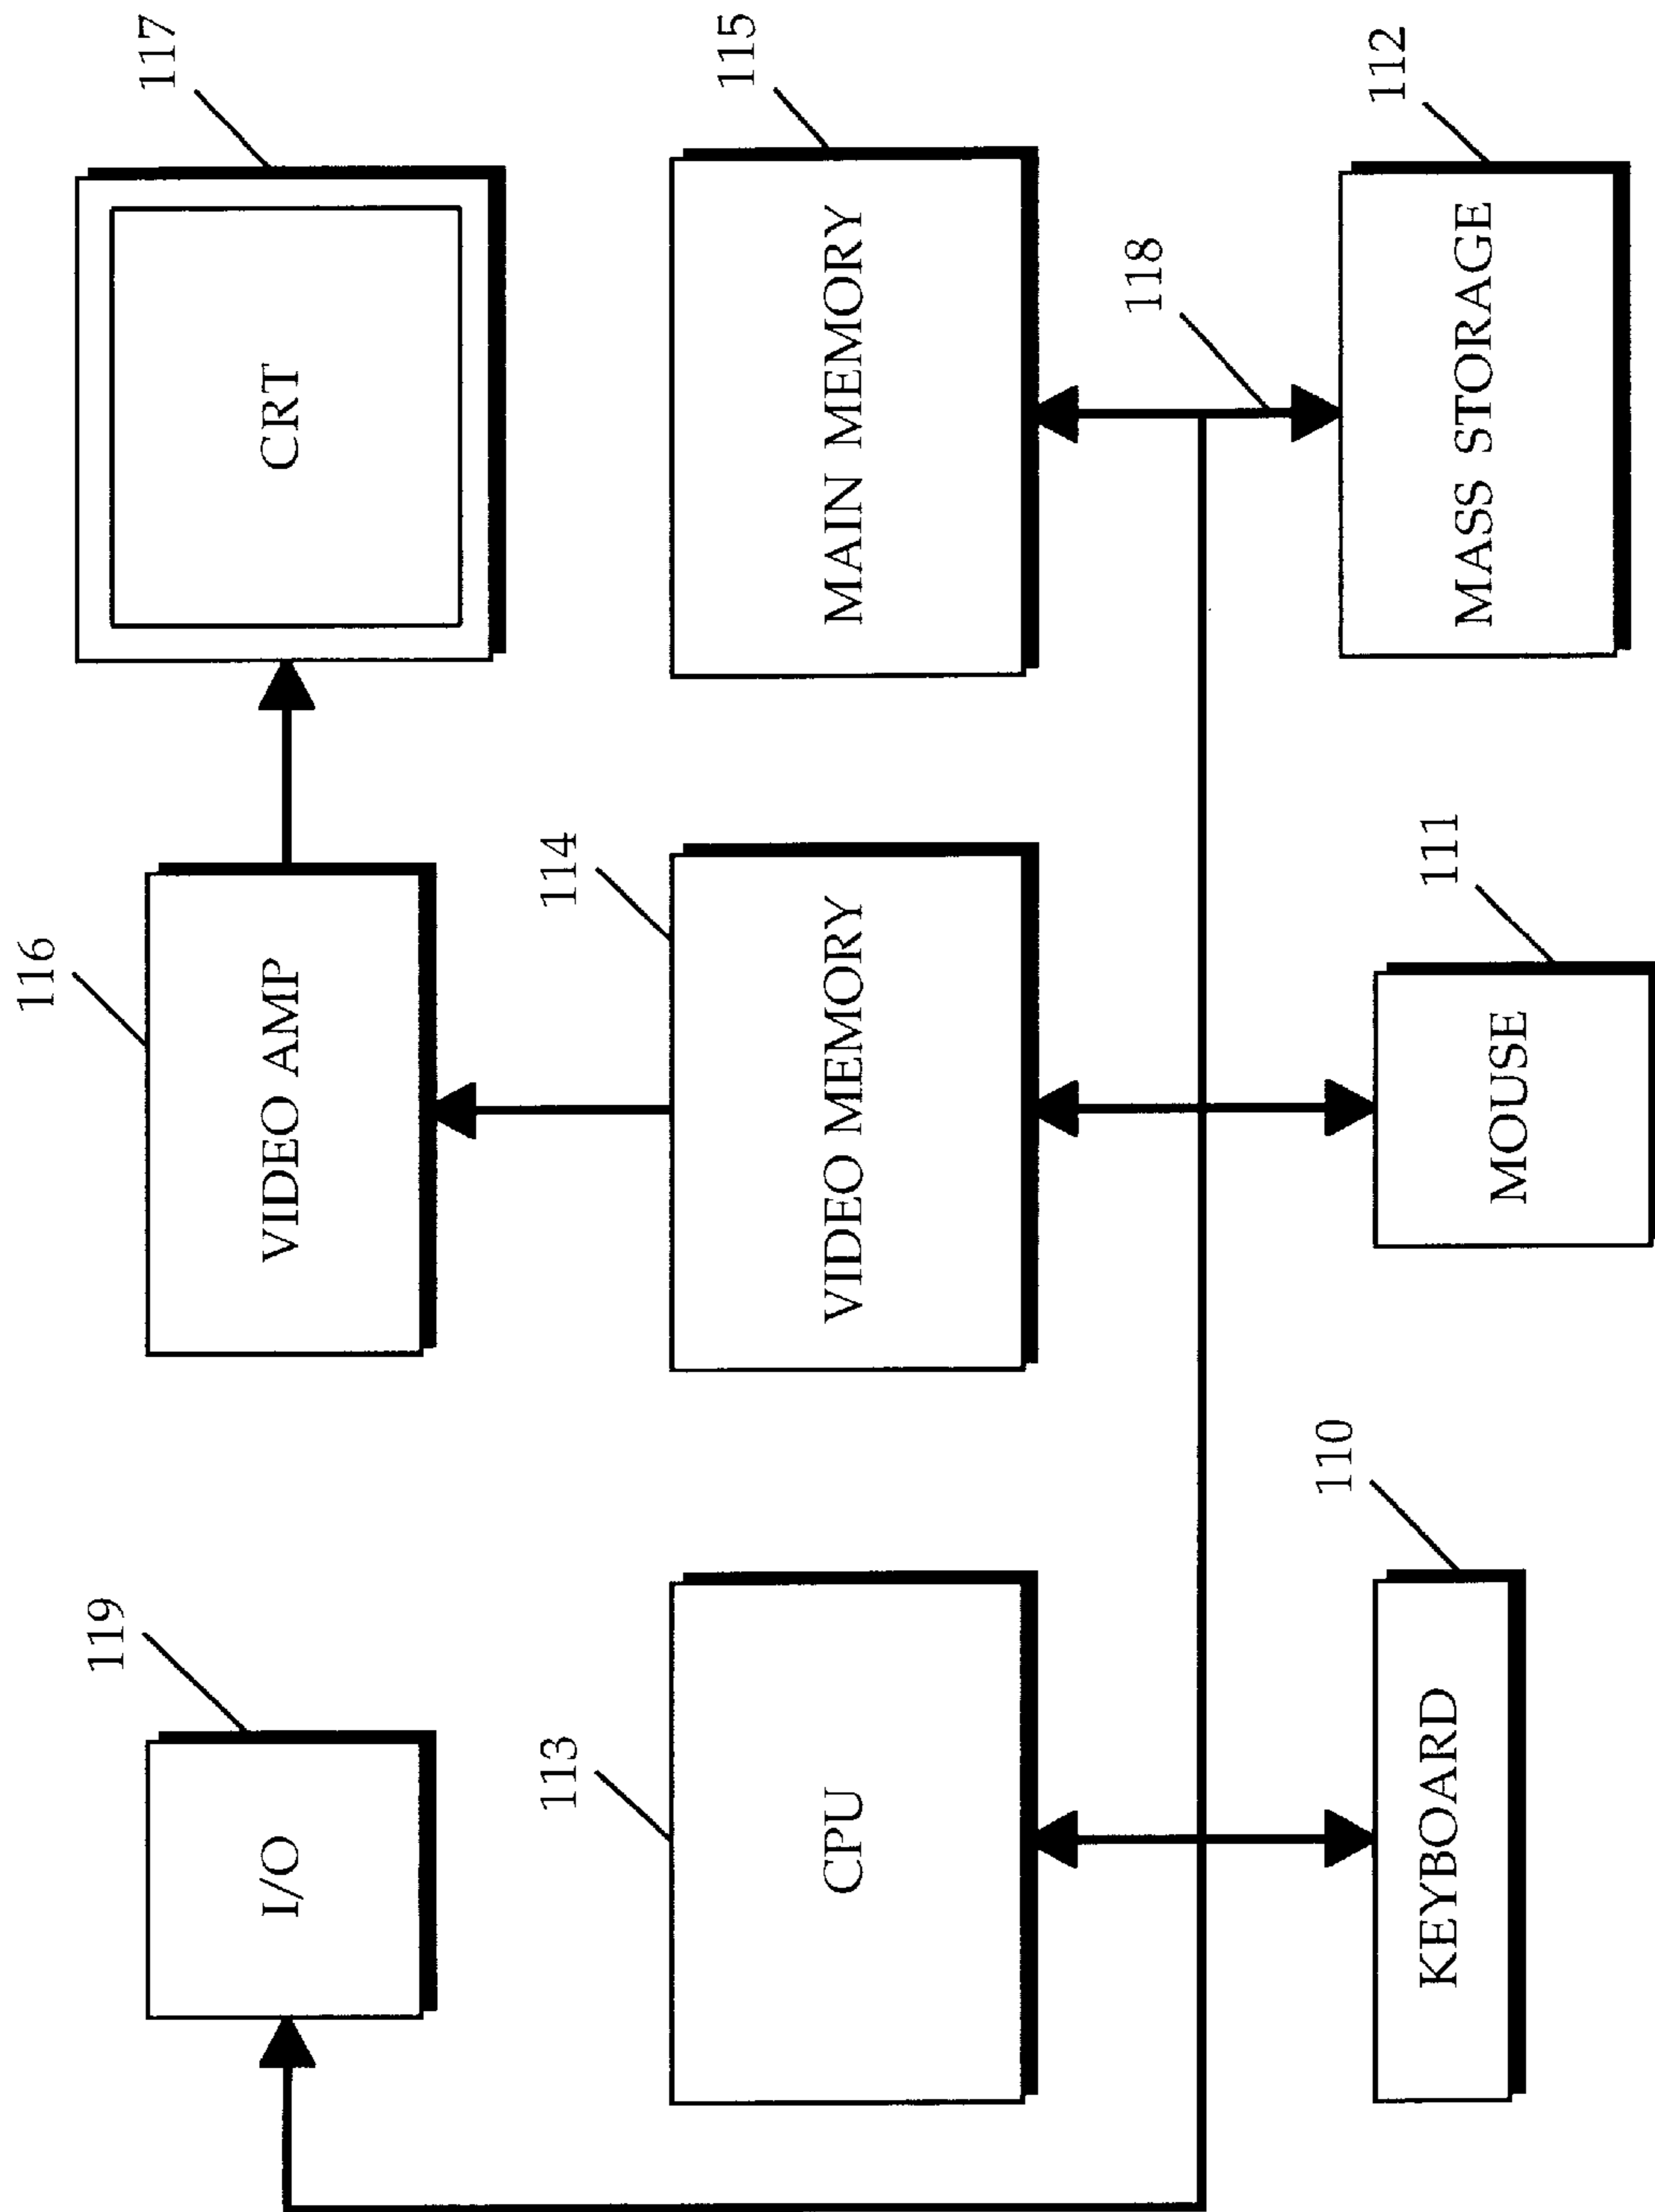 119
I/O
116
VIDEO AMP
117
CRT
113
CPU
114
VIDEO MEMORY
115
MAIN MEMORY
118
110
KEYBOARD
111
MOUSE
112
MASS STORAGE